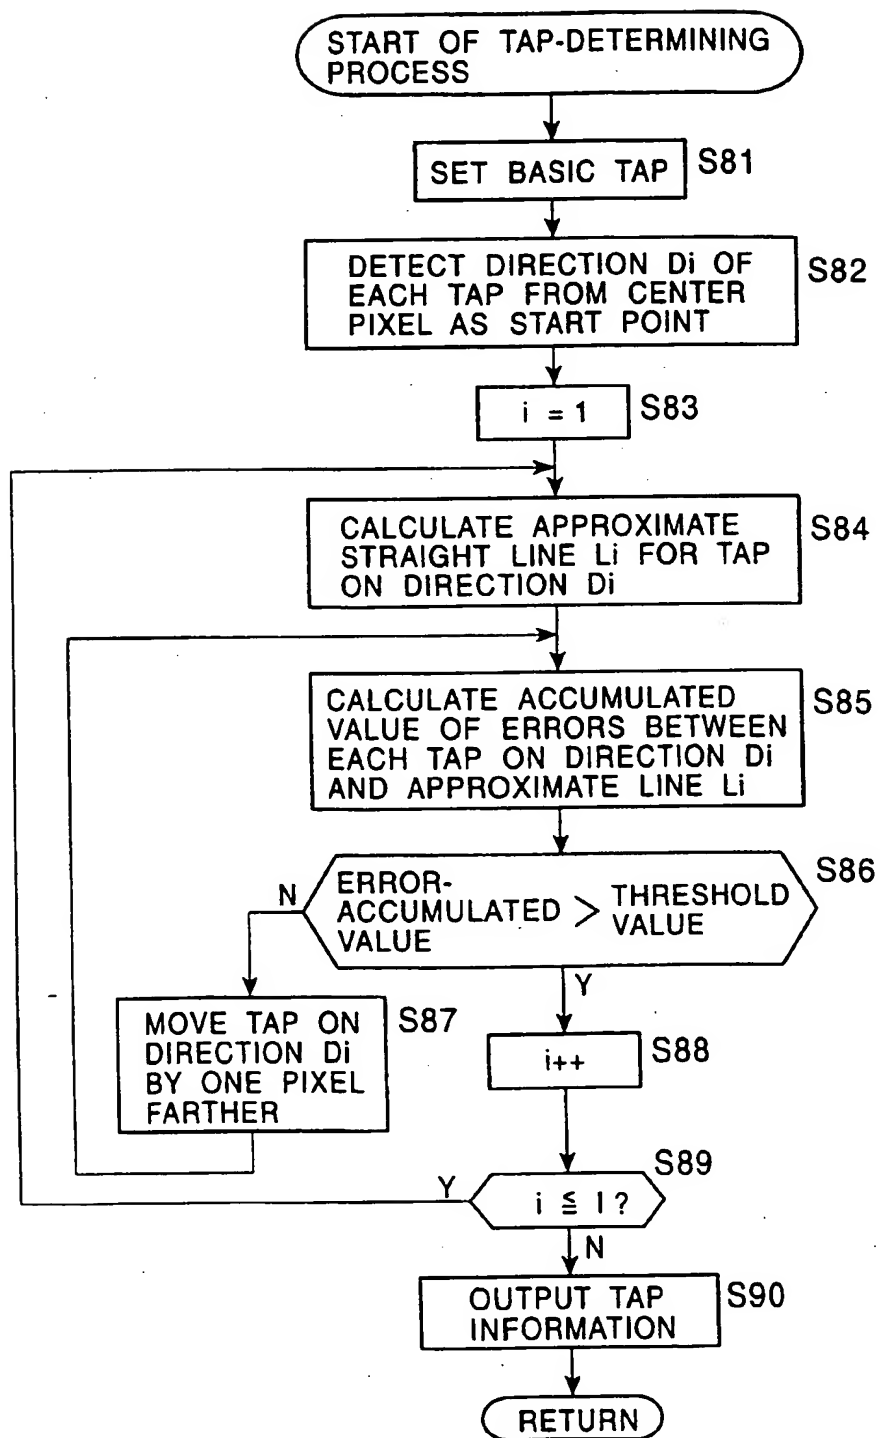 START OF TAP-DETERMINING
PROCESS
SET BASIC TAP
S81
DETECT DIRECTION Di OF
EACH TAP FROM CENTER
PIXEL AS START POINT
S82
i = 1
S83
CALCULATE APPROXIMATE
STRAIGHT LINE Li FOR TAP
ON DIRECTION Di
S84
CALCULATE ACCUMULATED
VALUE OF ERRORS BETWEEN
EACH TAP ON DIRECTION Di
AND APPROXIMATE LINE Li
S85
ERROR-
ACCUMULATED
VALUE
>
THRESHOLD
VALUE
S86
N
Y
MOVE TAP ON
DIRECTION Di
BY ONE PIXEL
FARTHER
S87
i++
S88
i ≦ I ?
S89
Y
N
OUTPUT TAP
INFORMATION
S90
RETURN